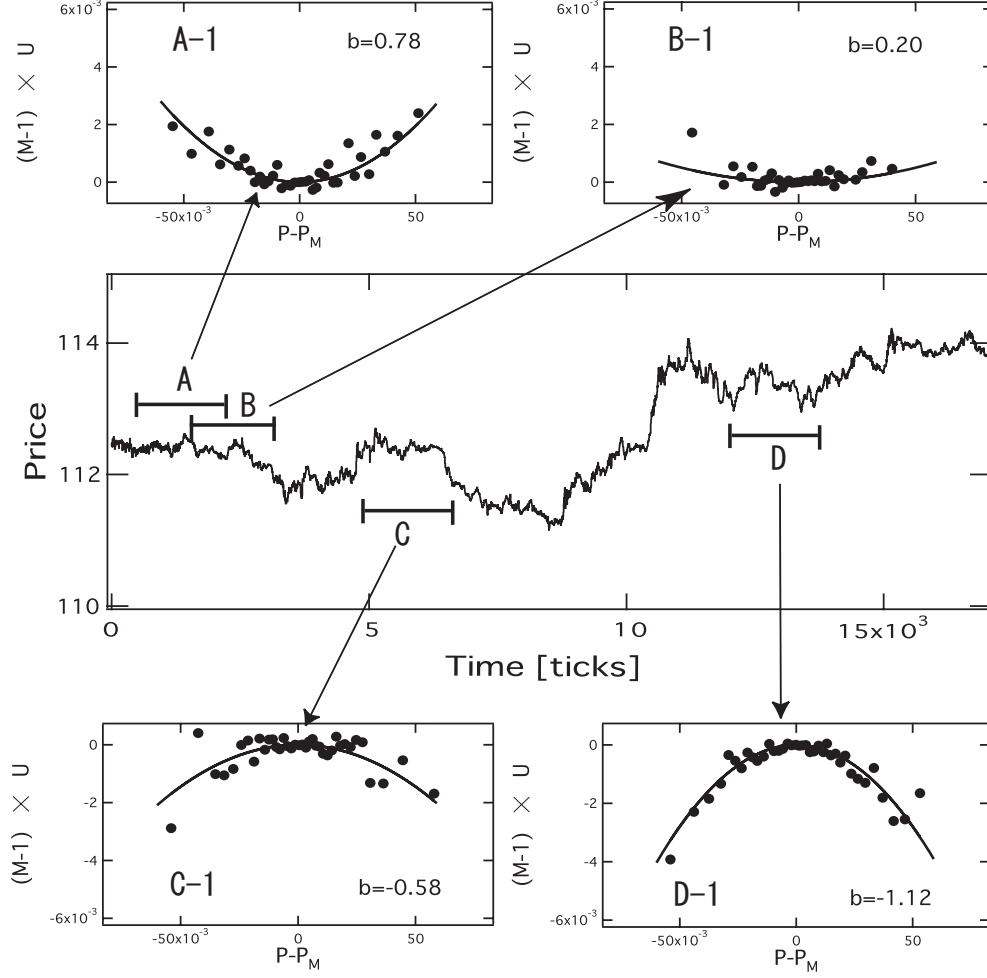 A-1
b=0.78
(M-1) × U
6x10⁻³
4
2
0
-50x10⁻³
0
50
P-P_M
B-1
b=0.20
(M-1) × U
6x10⁻³
4
2
0
-50x10⁻³
0
50
P-P_M
Price
114
112
110
A
B
C
D
0
5
10
15x10³
Time [ticks]
C-1
b=-0.58
(M-1) × U
0
-2
-4
-6x10⁻³
-50x10⁻³
0
50
P-P_M
D-1
b=-1.12
(M-1) × U
0
-2
-4
-6x10⁻³
-50x10⁻³
0
50
P-P_M